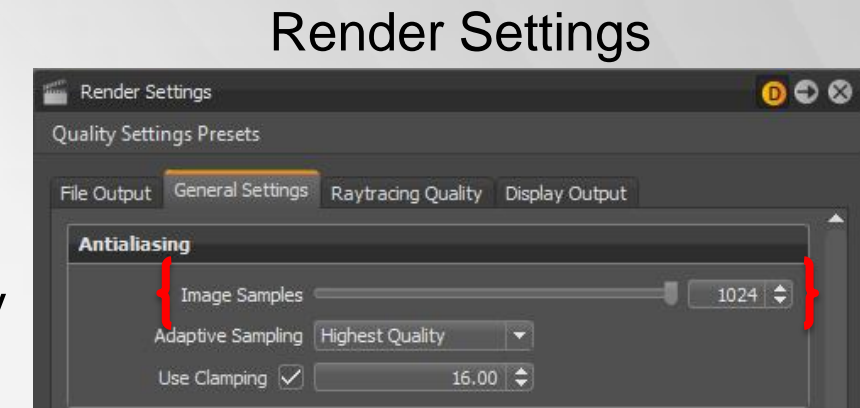 Render Settings
Render Settings D
Quality Settings Presets
File Output General Settings Raytracing Quality Display Output
Antialiasing
Image Samples 1024
Adaptive Sampling Highest Quality
Use Clamping 16.00